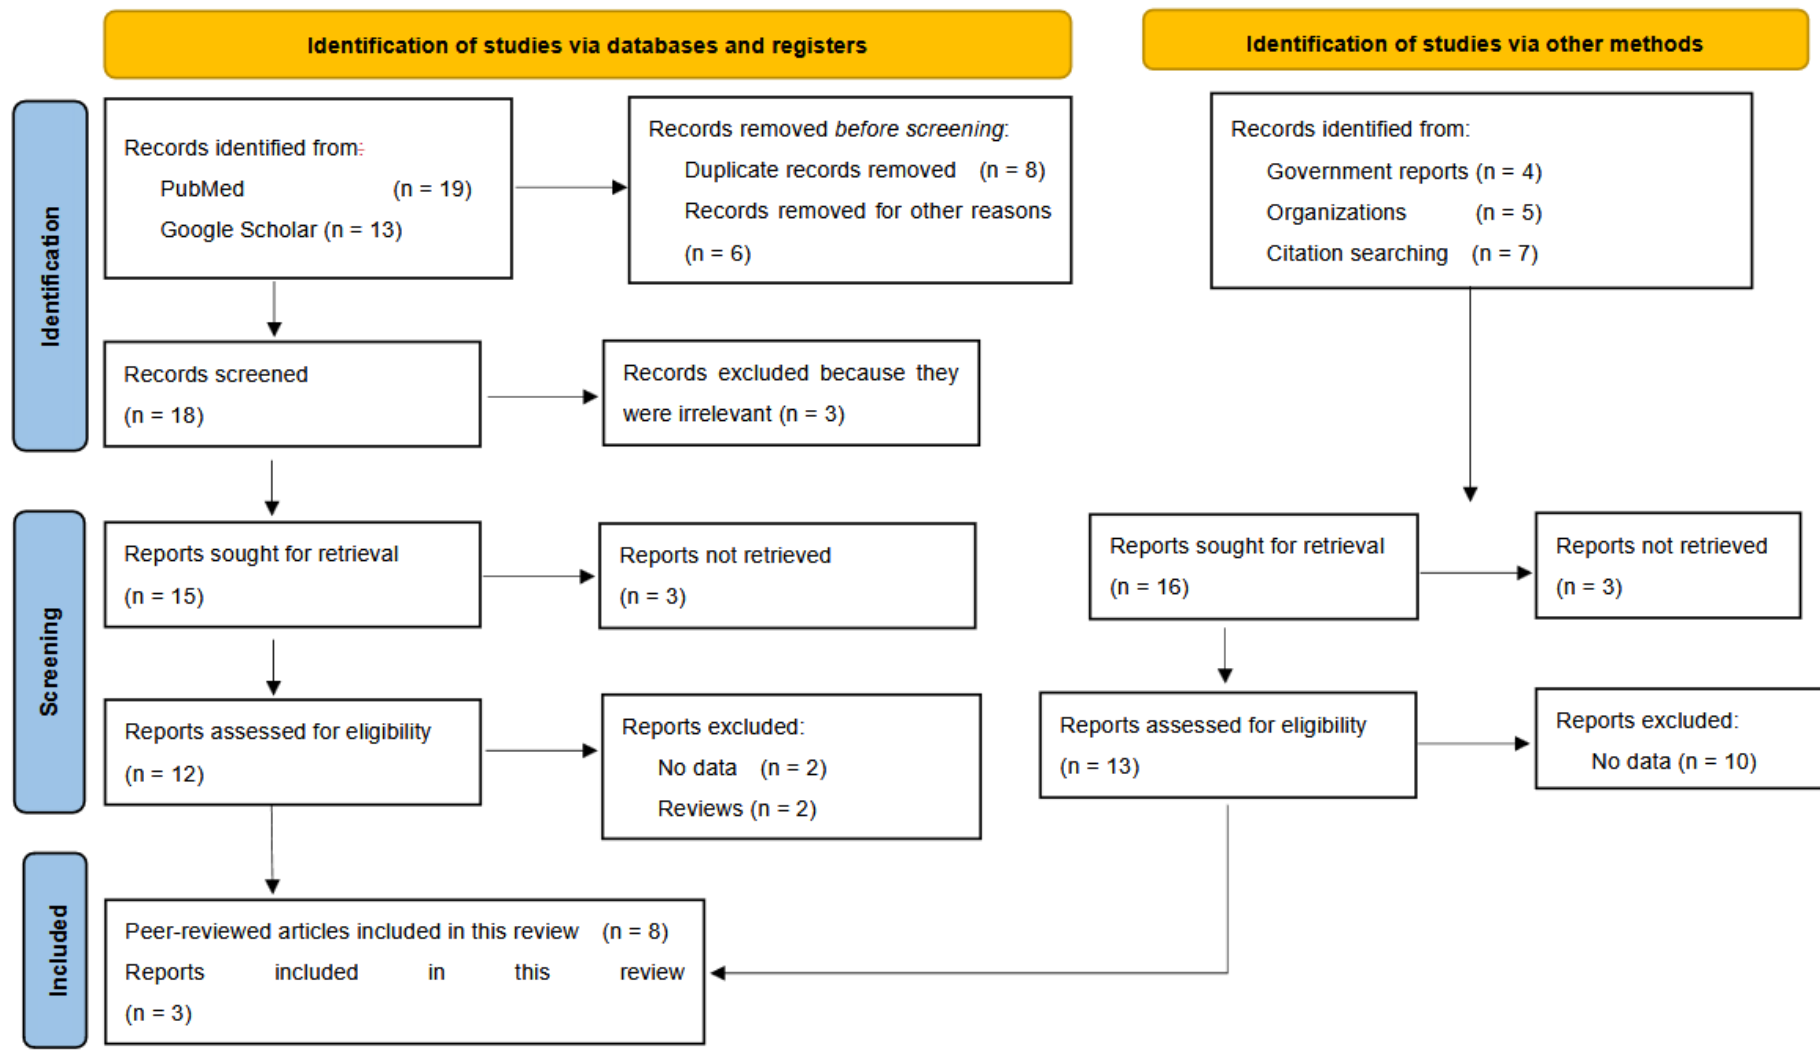 Identification of studies via databases and registers
Identification of studies via other methods
Identification
Records identified from:
PubMed (n = 19)
Google Scholar (n = 13)
Records removed before screening:
Duplicate records removed (n = 8)
Records removed for other reasons
(n = 6)
Records identified from:
Government reports (n = 4)
Organizations (n = 5)
Citation searching (n = 7)
Records screened
(n = 18)
Records excluded because they
were irrelevant (n = 3)
Screening
Reports sought for retrieval
(n = 15)
Reports not retrieved
(n = 3)
Reports sought for retrieval
(n = 16)
Reports not retrieved
(n = 3)
Reports assessed for eligibility
(n = 12)
Reports excluded:
No data (n = 2)
Reviews (n = 2)
Reports assessed for eligibility
(n = 13)
Reports excluded:
No data (n = 10)
Included
Peer-reviewed articles included in this review (n = 8)
Reports included in this review
(n = 3)